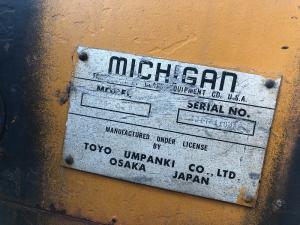 MICHIGAN
EQUIPMENT CO., U.S.A.
MODEL
SERIAL NO.
MANUFACTURED UNDER LICENSE
BY
TOYO UMPANKI CO., LTD
OSAKA JAPAN